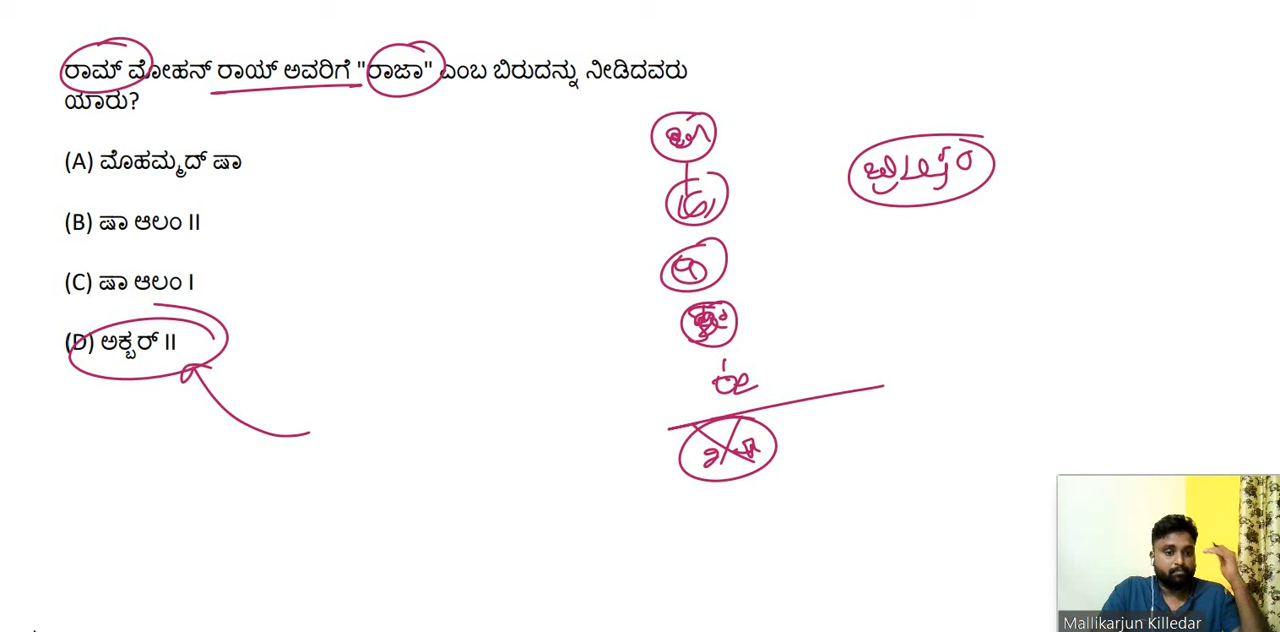 ರಾಮ್ ಮೋಹನ್ ರಾಯ್ ಅವರಿಗೆ "ರಾಜಾ" ಎಂಬ ಬಿರುದನ್ನು ನೀಡಿದವರು
ಯಾರು?
(A) ಮೊಹಮ್ಮದ್ ಷಾ
(B) ಷಾ ಆಲಂ II
(C) ಷಾ ಆಲಂ I
(D) ಅಕ್ಬರ್ II
Mallikarjun Killedar